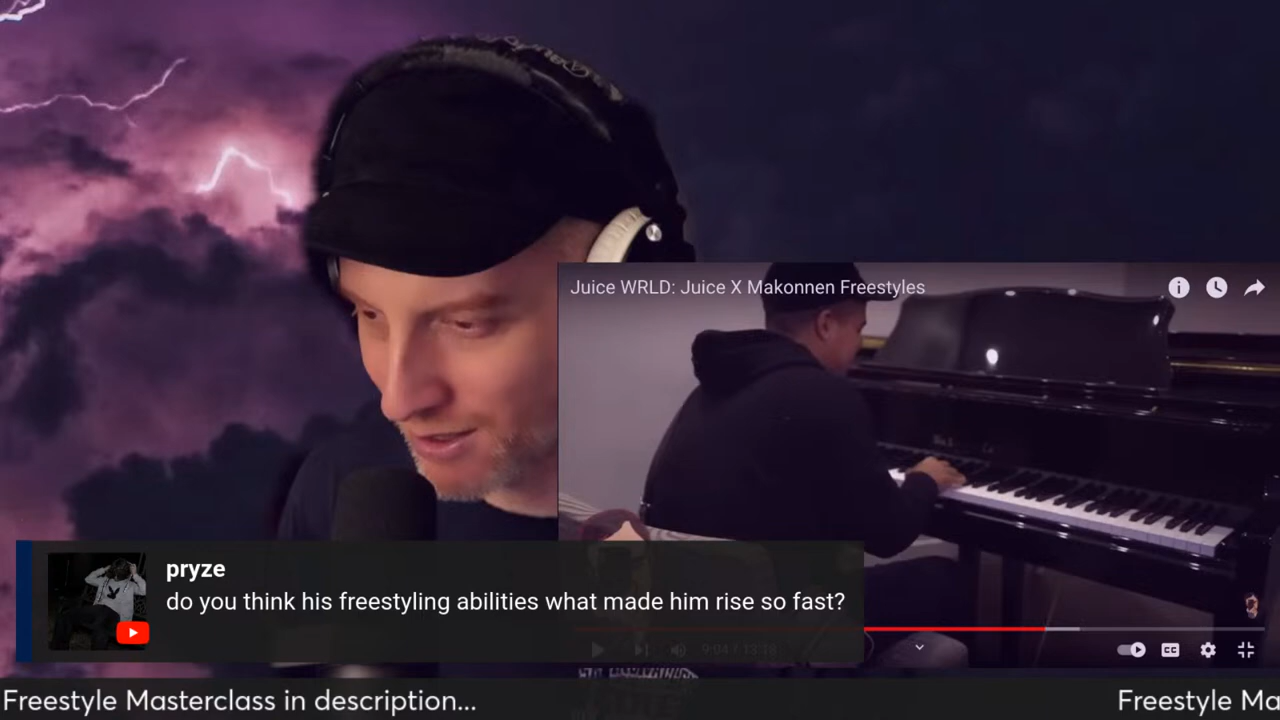 Juice WRLD: Juice X Makonnen Freestyles
pryze
do you think his freestyling abilities what made him rise so fast?
9:04 / 13:18
CC
Freestyle Masterclass in description... Freestyle Ma